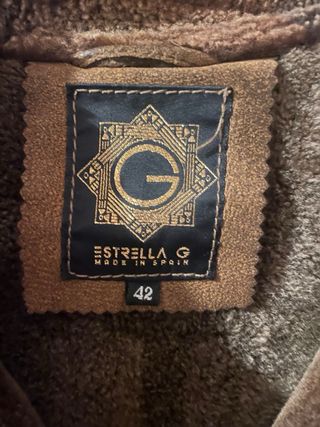 G
ESTRELLA G
MADE IN SPAIN
42